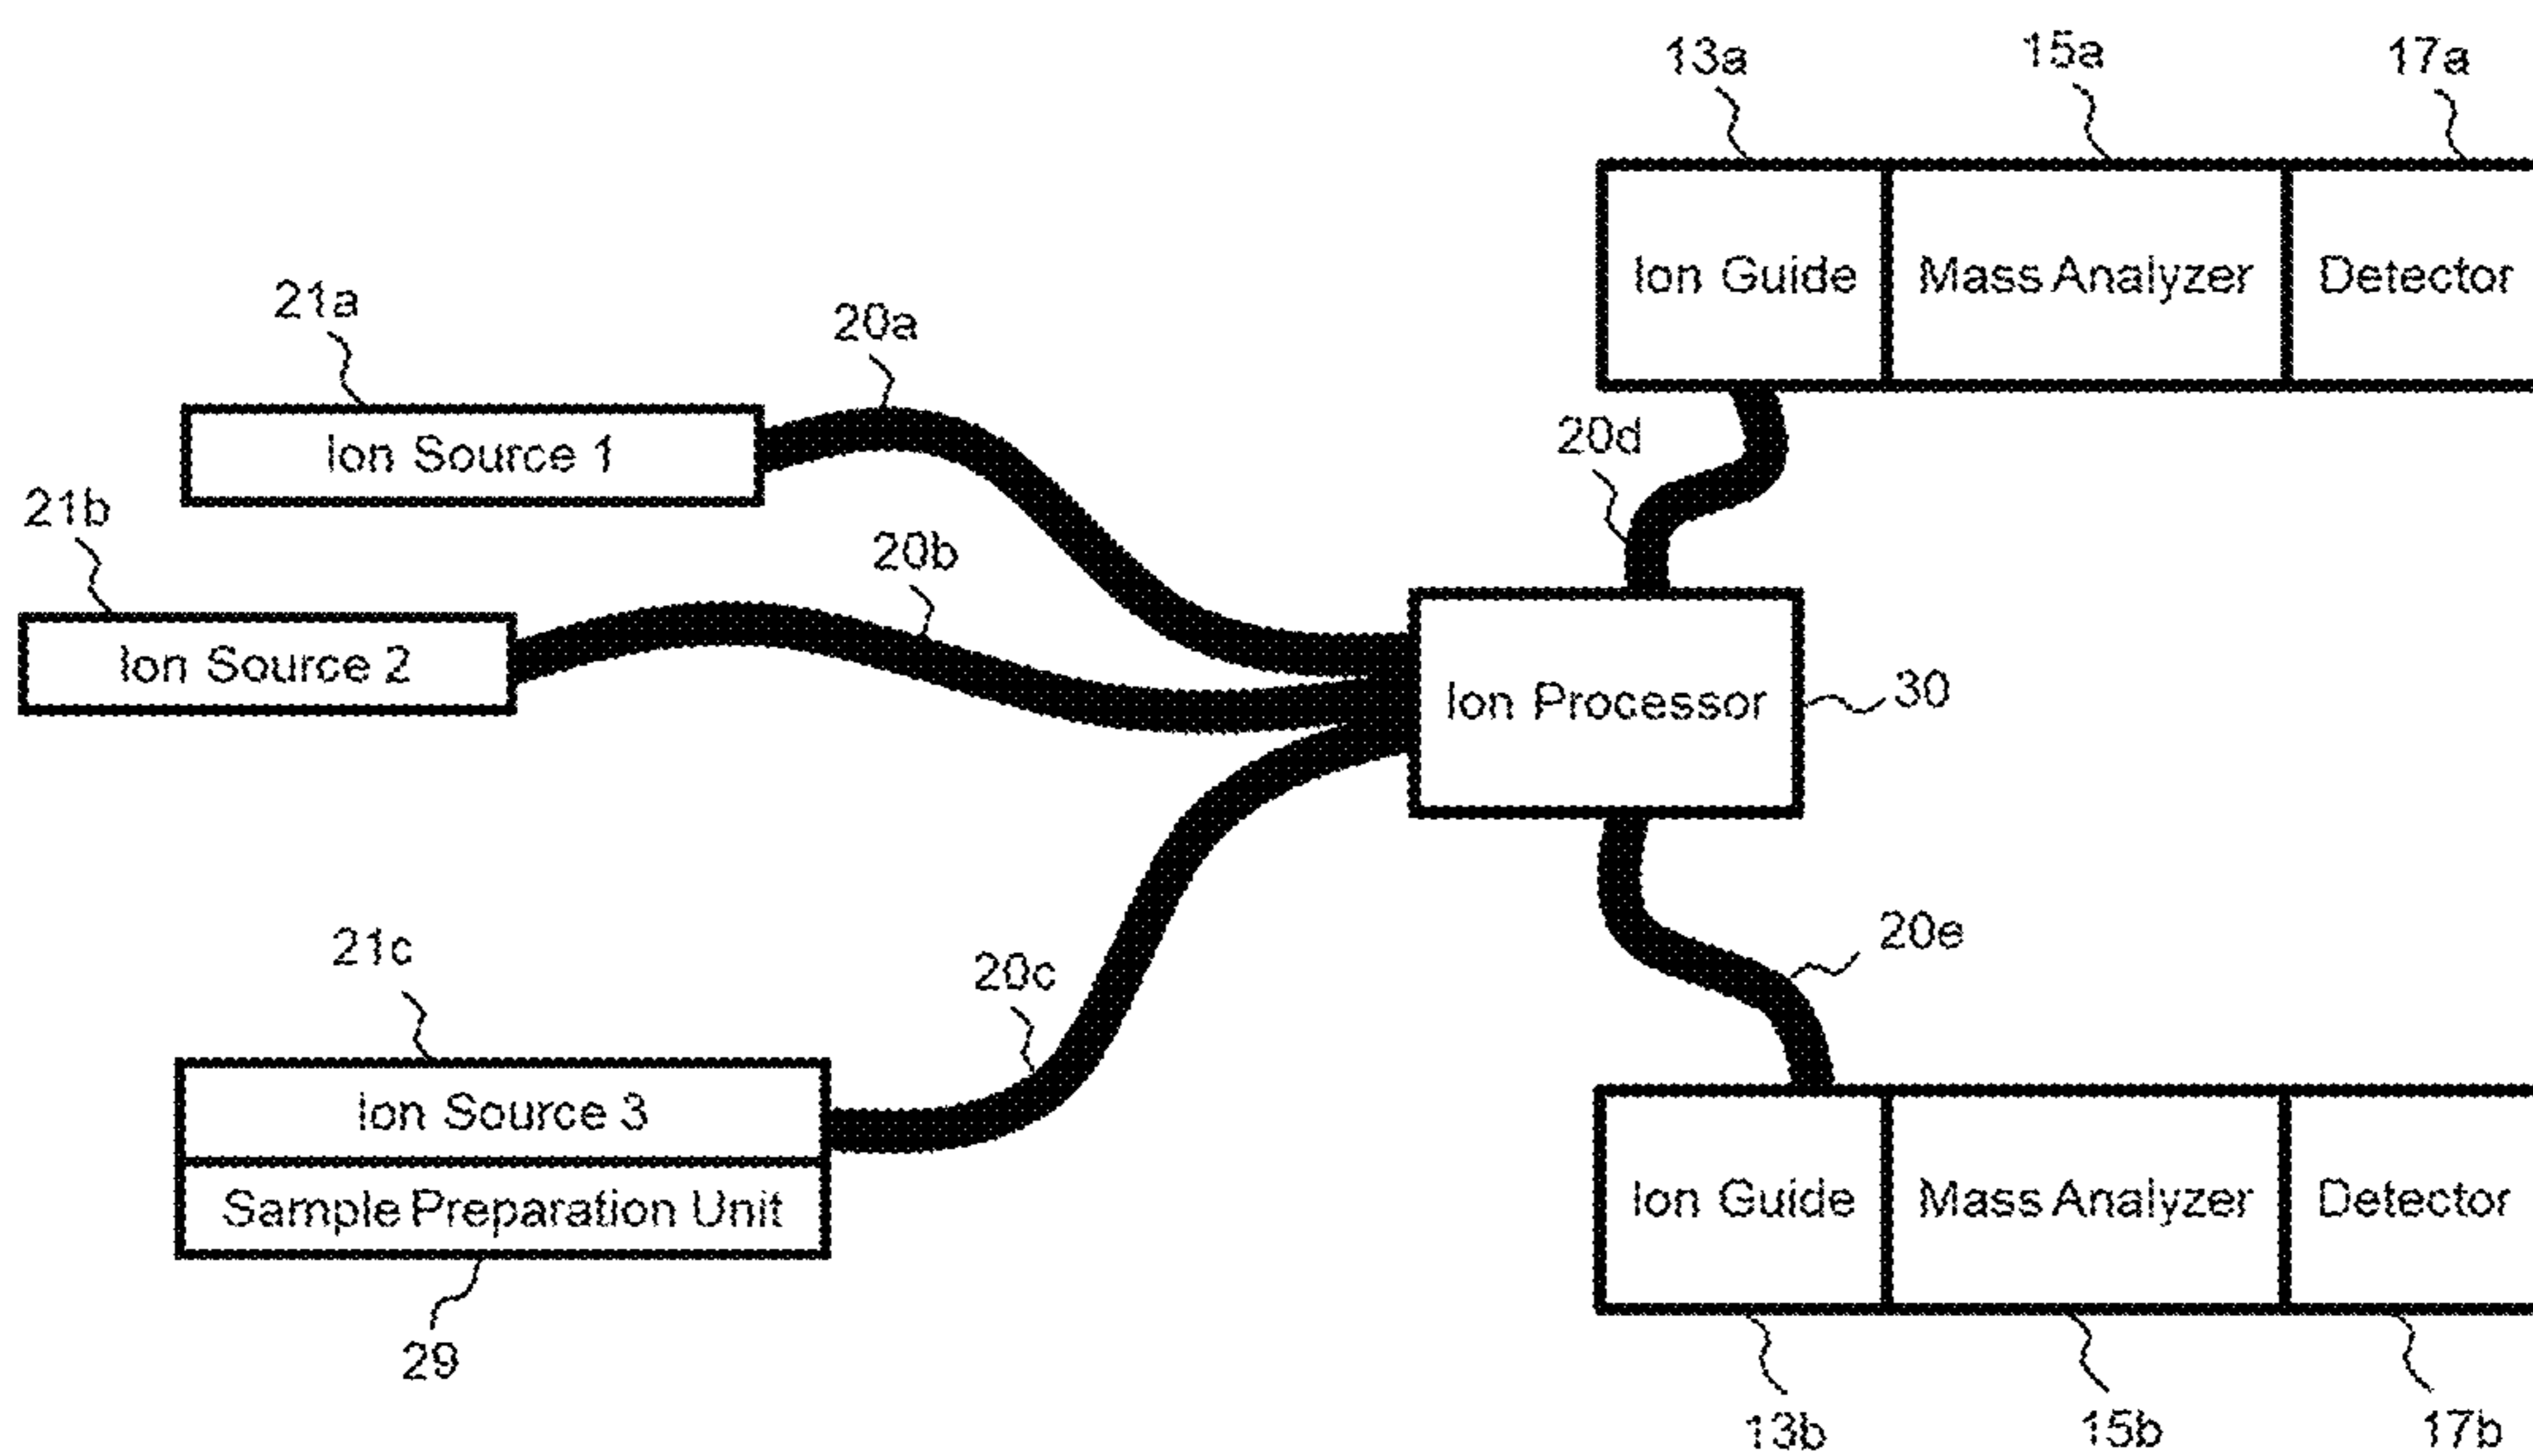 13a
15a
17a
Ion Guide
Mass Analyzer
Detector
21a
20a
Ion Source 1
20d
21b
20b
Ion Source 2
Ion Processor
30
21c
20c
20e
Ion Source 3
Sample Preparation Unit
29
Ion Guide
Mass Analyzer
Detector
13b
15b
17b